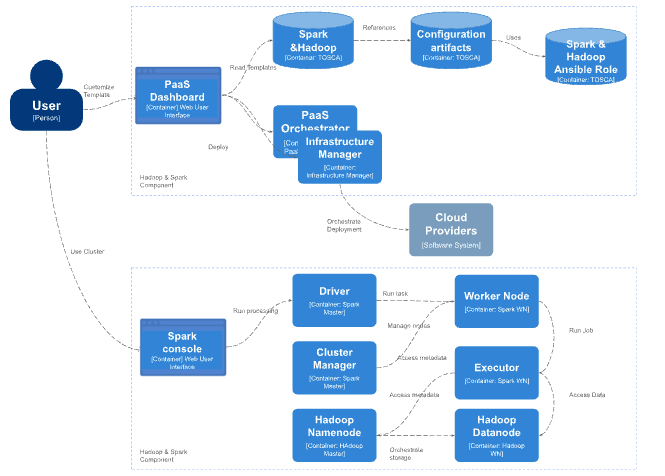 User
[Person]
Customize
Template
PaaS
Dashboard
[Container] Web User
Interface
Read Templates
Spark
&Hadoop
[Container: TOSCA]
References
Configuration
artifacts
[Container: TOSCA]
Uses
Spark &
Hadoop
Ansible Role
[Container: TOSCA]
Deploy
PaaS
Orchestrator
Infrastructure
Manager
[Container:
Infrastructure Manager]
Hadoop & Spark
Component
Orchestrate
Deployment
Cloud
Providers
[Software System]
Use Cluster
Spark
console
[Container] Web User
Interface
Run processing
Driver
[Container: Spark
Master]
Run task
Worker Node
[Container: Spark WN]
Manage nodes
Run Job
Cluster
Manager
[Container: Spark
Master]
Access metadata
Executor
[Container: Spark WN]
Access metadata
Access Data
Hadoop
Namenode
[Container: HAdoop
Master]
Orchestrate
storage
Hadoop
Datanode
[Container: Hadoop
WN]
Hadoop & Spark
Component